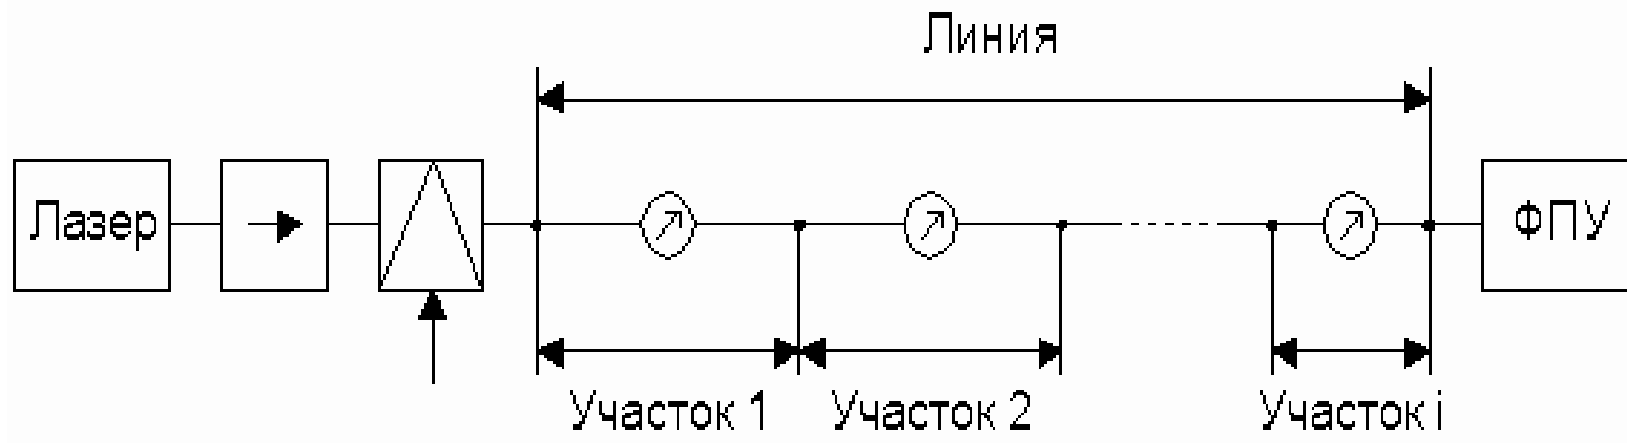 Линия
Лазер
ФПУ
Участок 1
Участок 2
Участок i